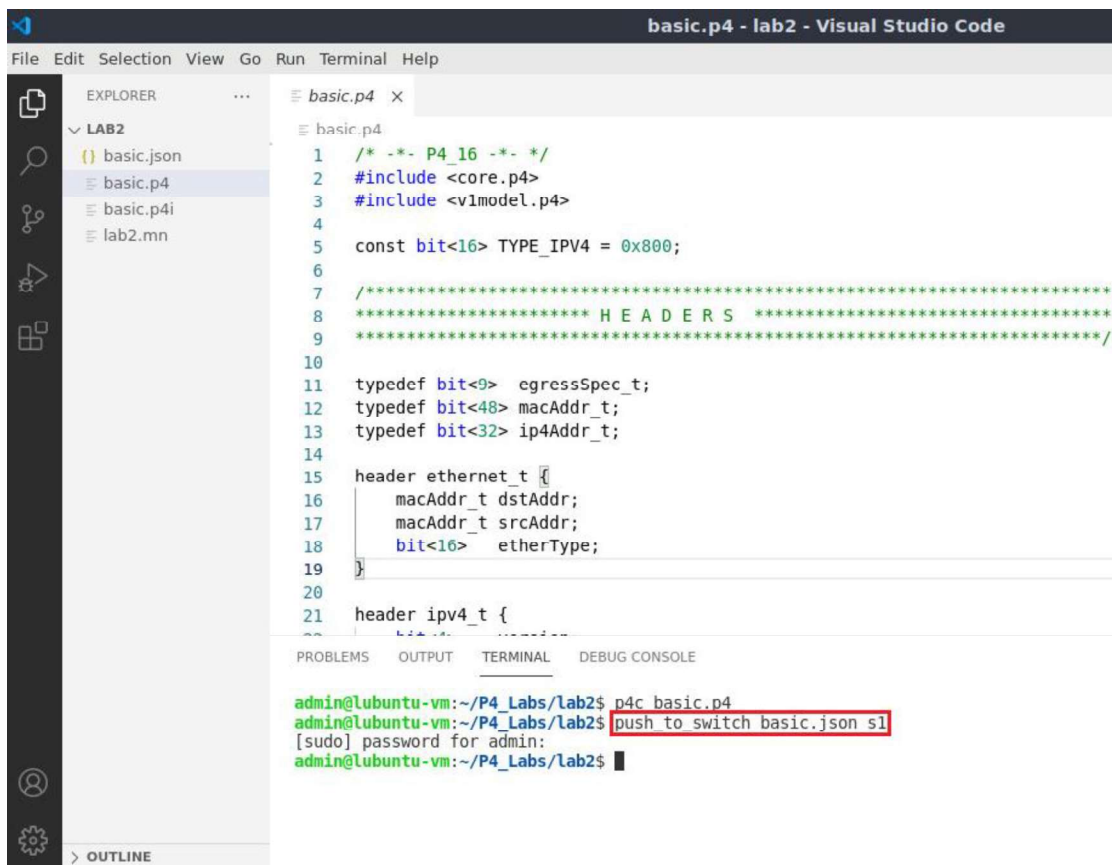 basic.p4 - lab2 - Visual Studio Code
File Edit Selection View Go Run Terminal Help
EXPLORER ...
LAB2
{} basic.json
basic.p4
basic.p4i
lab2.mn
OUTLINE
basic.p4 ×
basic.p4
1 /* -*- P4_16 -*- */
2 #include <core.p4>
3 #include <v1model.p4>
4
5 const bit<16> TYPE_IPV4 = 0x800;
6
7 /*************************************************************************
8 *********************** H E A D E R S ***********************************
9 *************************************************************************/
10
11 typedef bit<9> egressSpec_t;
12 typedef bit<48> macAddr_t;
13 typedef bit<32> ip4Addr_t;
14
15 header ethernet_t {
16 macAddr_t dstAddr;
17 macAddr_t srcAddr;
18 bit<16> etherType;
19 }
20
21 header ipv4_t {
PROBLEMS OUTPUT TERMINAL DEBUG CONSOLE
admin@lubuntu-vm:~/P4_Labs/lab2$ p4c basic.p4
admin@lubuntu-vm:~/P4_Labs/lab2$ push_to_switch basic.json s1
[sudo] password for admin:
admin@lubuntu-vm:~/P4_Labs/lab2$